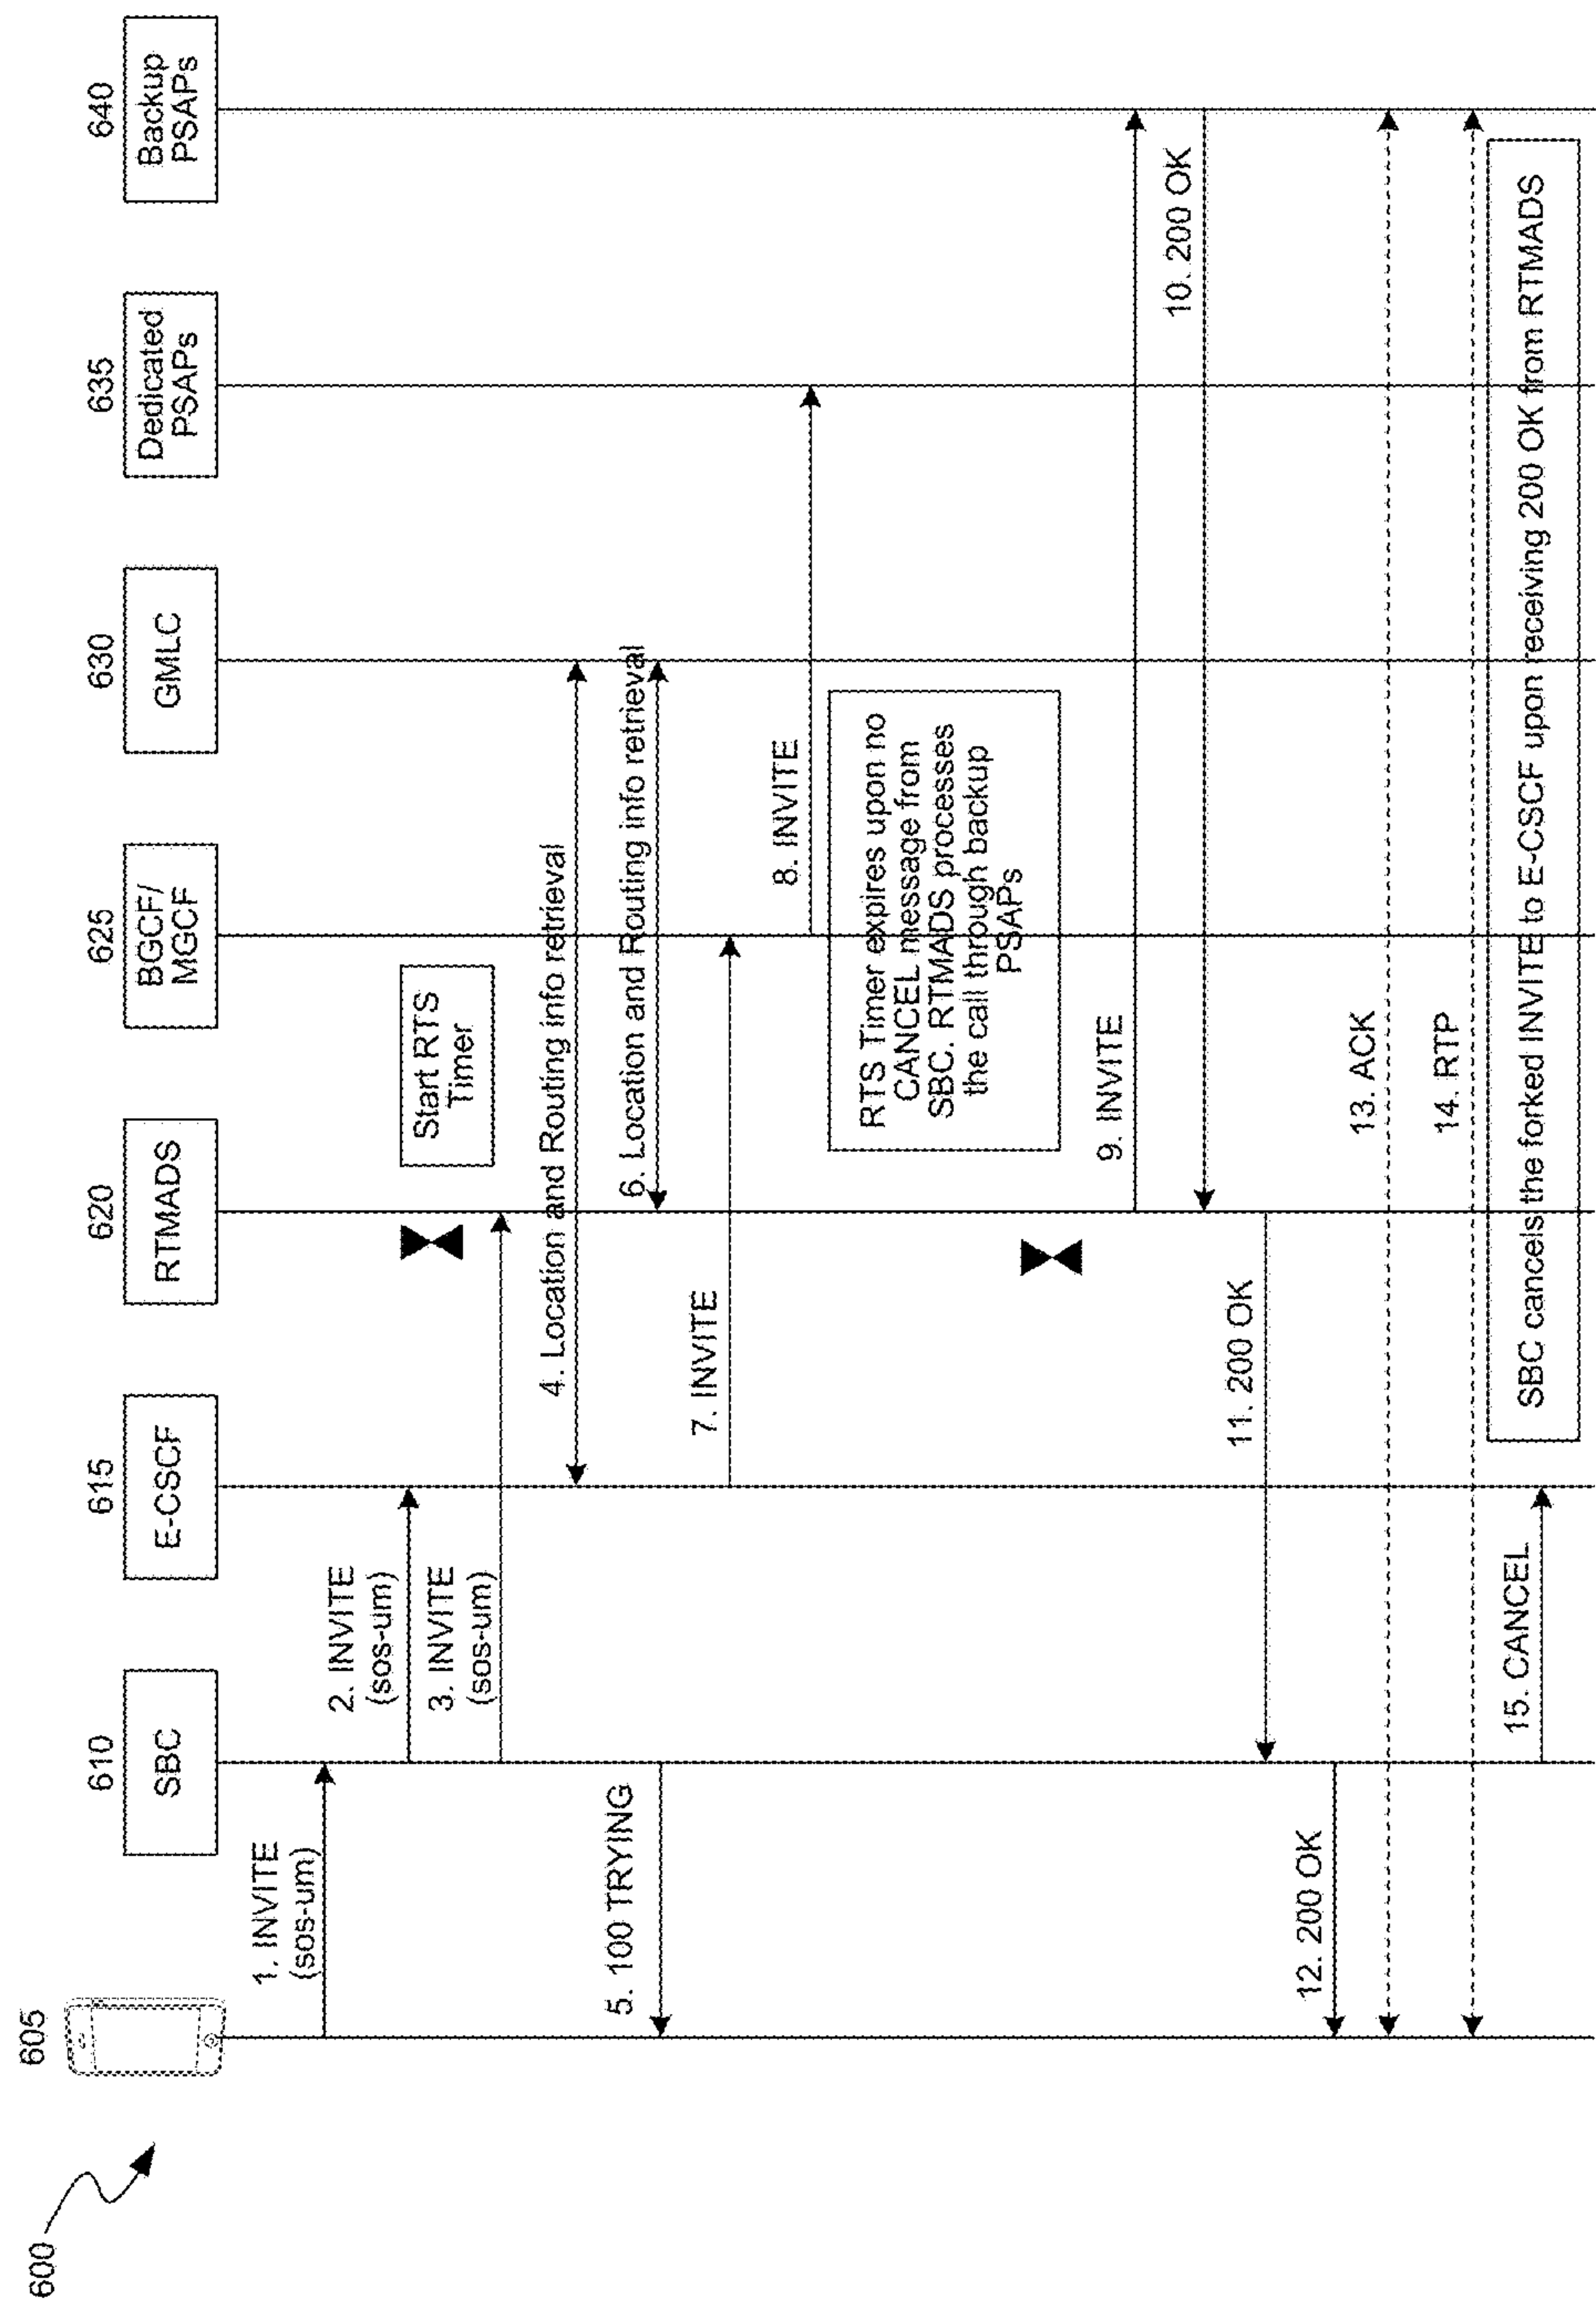 600
605
610
SBC
615
E-CSCF
620
RTMADS
625
BGCF/
MGCF
630
GMLC
635
Dedicated
PSAPs
640
Backup
PSAPs
1. INVITE
(sos-um)
2. INVITE
(sos-um)
Start RTS
Timer
3. INVITE
(sos-um)
4. Location and Routing info retrieval
5. 100 TRYING
6. Location and Routing info retrieval
7. INVITE
8. INVITE
RTS Timer expires upon no
CANCEL message from
SBC. RTMADS processes
the call through backup
PSAPs
9. INVITE
10. 200 OK
11. 200 OK
12. 200 OK
13. ACK
14. RTP
15. CANCEL
SBC cancels the forked INVITE to E-CSCF upon receiving 200 OK from RTMADS